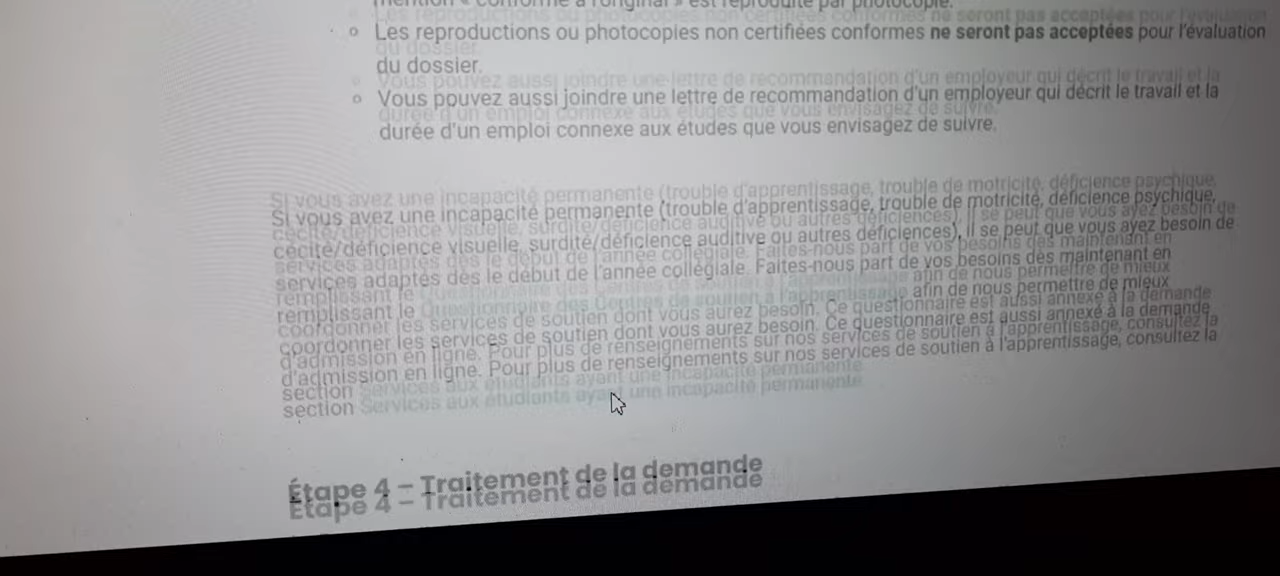 mention « conforme à l'original » est reproduite par photocopie.
Les reproductions ou photocopies non certifiées conformes ne seront pas acceptées pour l'évaluation
du dossier.
Vous pouvez aussi joindre une lettre de recommandation d'un employeur qui décrit le travail et la
durée d'un emploi connexe aux études que vous envisagez de suivre.
Si vous avez une incapacité permanente (trouble d'apprentissage, trouble de motricité, déficience psychique,
cécité/déficience visuelle, surdité/déficience auditive ou autres déficiences), il se peut que vous ayez besoin de
services adaptés dès le début de l'année collégiale. Faites-nous part de vos besoins dès maintenant en
remplissant le Questionnaire des Centres de soutien à l'apprentissage afin de nous permettre de mieux
coordonner les services de soutien dont vous aurez besoin. Ce questionnaire est aussi annexé à la demande
d'admission en ligne. Pour plus de renseignements sur nos services de soutien à l'apprentissage, consultez la
section Services aux étudiants ayant une incapacité permanente
Étape 4 – Traitement de la demande